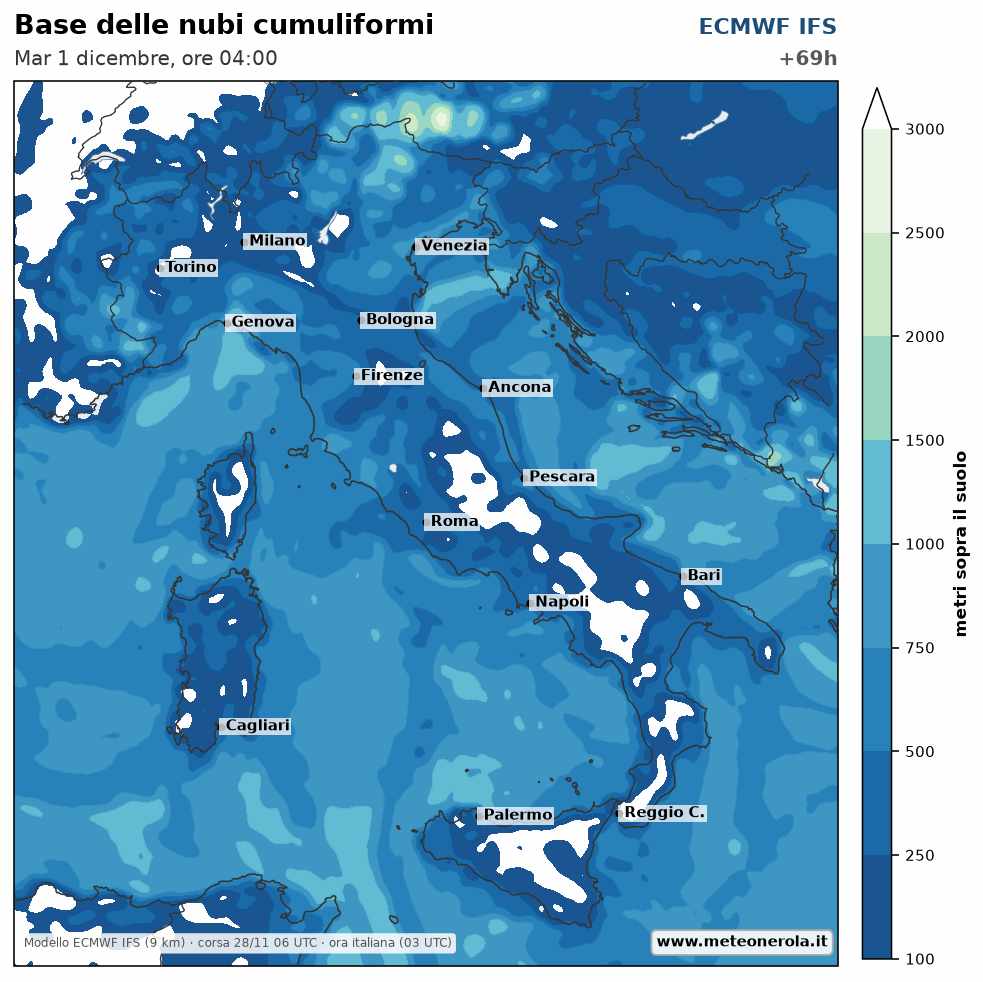 Base delle nubi cumuliformi
ECMWF IFS
Mar 1 dicembre, ore 04:00
+69h
3000
2500
2000
1500
1000
750
500
250
100
metri sopra il suolo
Milano
Venezia
Torino
Genova
Bologna
Firenze
Ancona
Pescara
Roma
Bari
Napoli
Cagliari
Palermo
Reggio C.
Modello ECMWF IFS (9 km) · corsa 28/11 06 UTC · ora italiana (03 UTC)
www.meteonerola.it